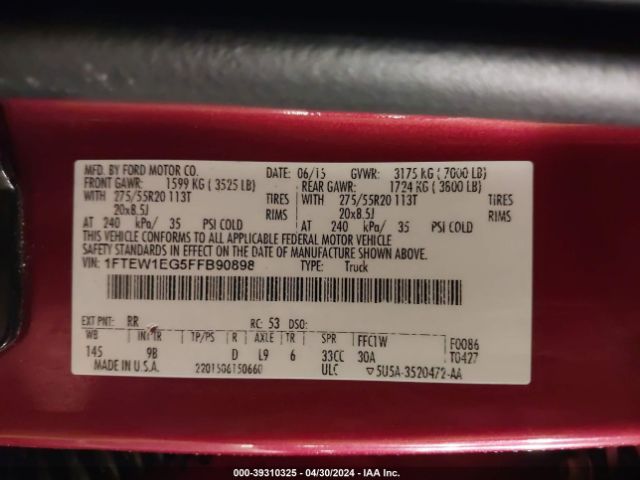 MFD. BY FORD MOTOR CO.
DATE: 06/15 GVWR: 3175 KG ( 7000 LB)
FRONT GAWR: 1599 KG ( 3525 LB) REAR GAWR: 1724 KG ( 3800 LB)
WITH 275/55R20 113T TIRES WITH 275/55R20 113T TIRES
20x8.5J RIMS 20x8.5J RIMS
AT 240 kPa/ 35 PSI COLD AT 240 kPa/ 35 PSI COLD
THIS VEHICLE CONFORMS TO ALL APPLICABLE FEDERAL MOTOR VEHICLE
SAFETY STANDARDS IN EFFECT ON THE DATE OF MANUFACTURE SHOWN ABOVE.
VIN: 1FTEW1EG5FFB90898 TYPE: Truck
EXT PNT: RR RC: 53 DSO:
WB INT TR TP/PS R AXLE TR SPR FFC1W F0086
145 9B D L9 6 33CC 30A T0427
MADE IN U.S.A. 2201506150660 ULC ▽5U5A-3520472-AA
000-39310325 - 04/30/2024 - IAA Inc.